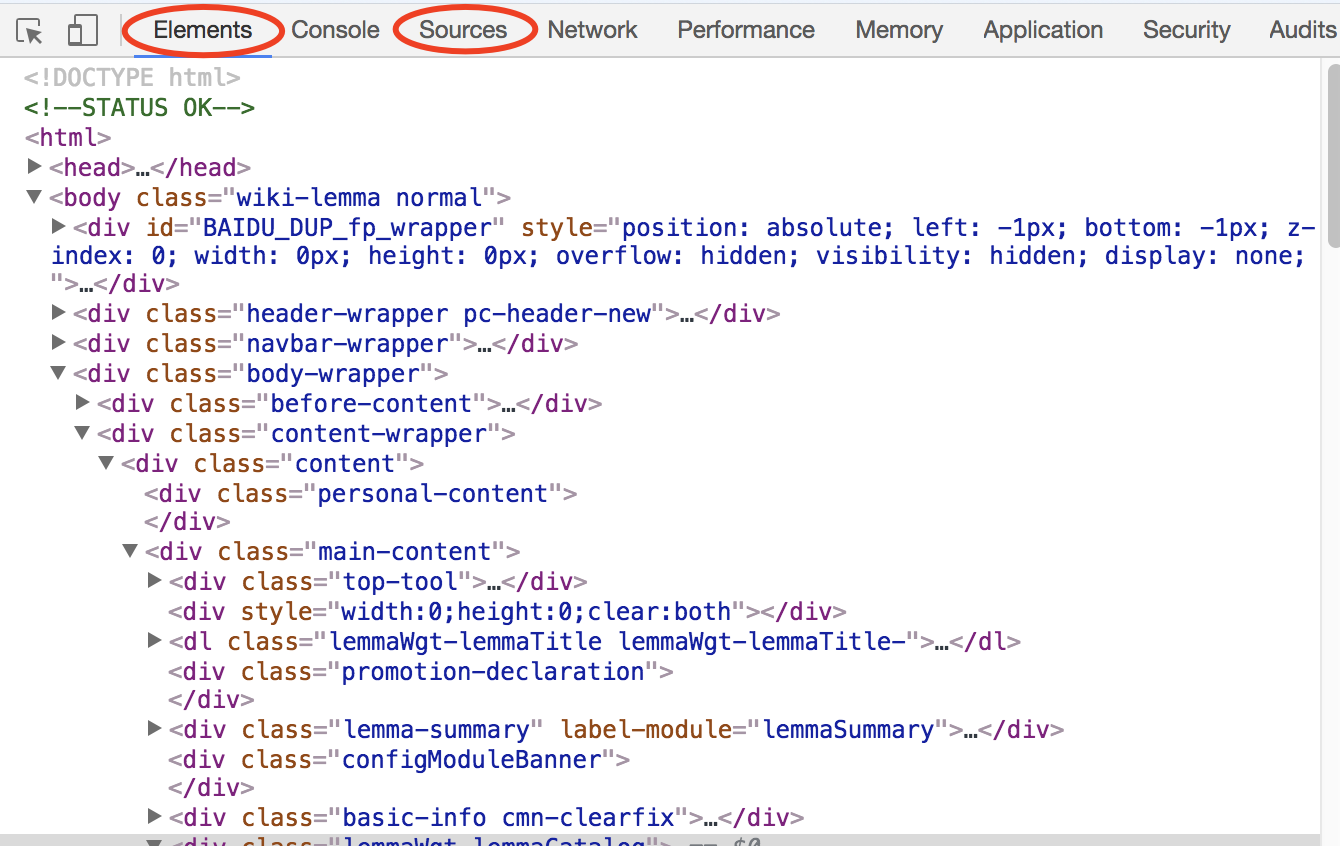 Elements Console Sources Network Performance Memory Application Security Audits
<!DOCTYPE html>
<!--STATUS OK-->
<html>
<head>…</head>
<body class="wiki-lemma normal">
<div id="BAIDU_DUP_fp_wrapper" style="position: absolute; left: -1px; bottom: -1px; z-
index: 0; width: 0px; height: 0px; overflow: hidden; visibility: hidden; display: none;
">…</div>
<div class="header-wrapper pc-header-new">…</div>
<div class="navbar-wrapper">…</div>
<div class="body-wrapper">
<div class="before-content">…</div>
<div class="content-wrapper">
<div class="content">
<div class="personal-content">
</div>
<div class="main-content">
<div class="top-tool">…</div>
<div style="width:0;height:0;clear:both"></div>
<dl class="lemmaWgt-lemmaTitle lemmaWgt-lemmaTitle-">…</dl>
<div class="promotion-declaration">
</div>
<div class="lemma-summary" label-module="lemmaSummary">…</div>
<div class="configModuleBanner">
</div>
<div class="basic-info cmn-clearfix">…</div>
<div class="lemmaWgt-lemmaCatalog"> == $0